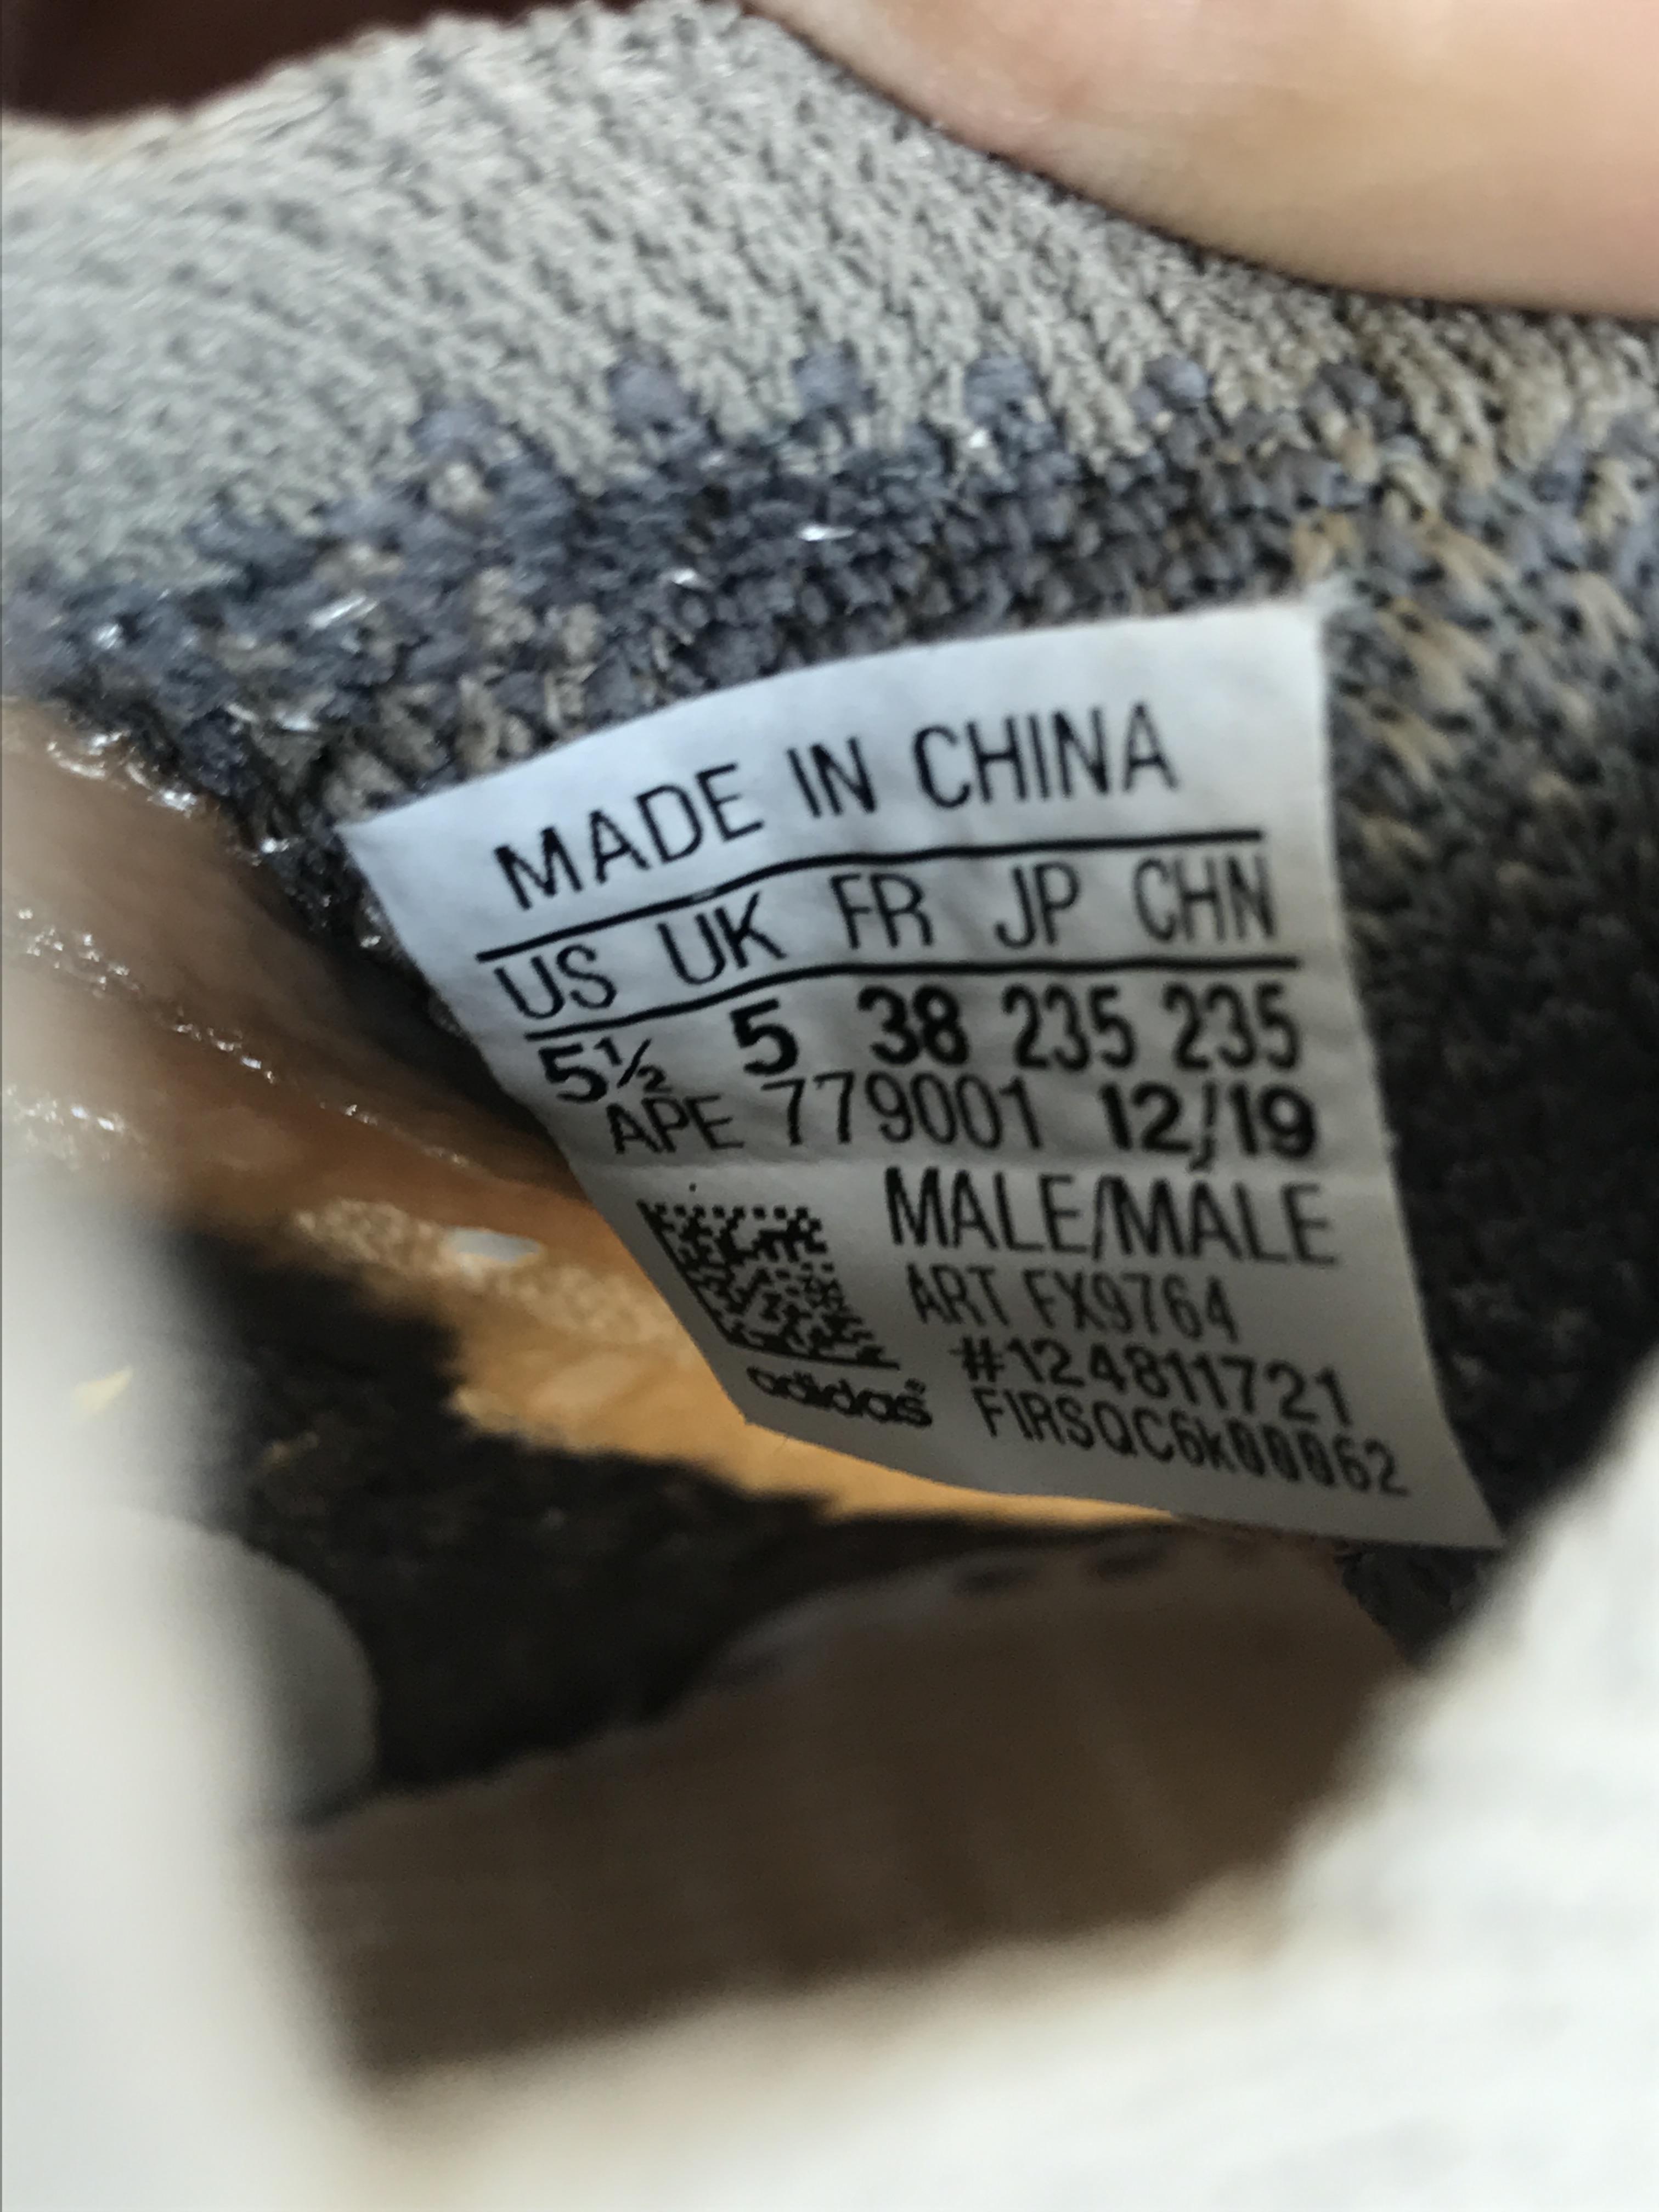 MADE IN CHINA
US UK FR JP CHN
5½ 5 38 235 235
APE 779001 12/19
MALE/MÂLE
ART FX9764
#124811721
adidas FIRSQC6k00062